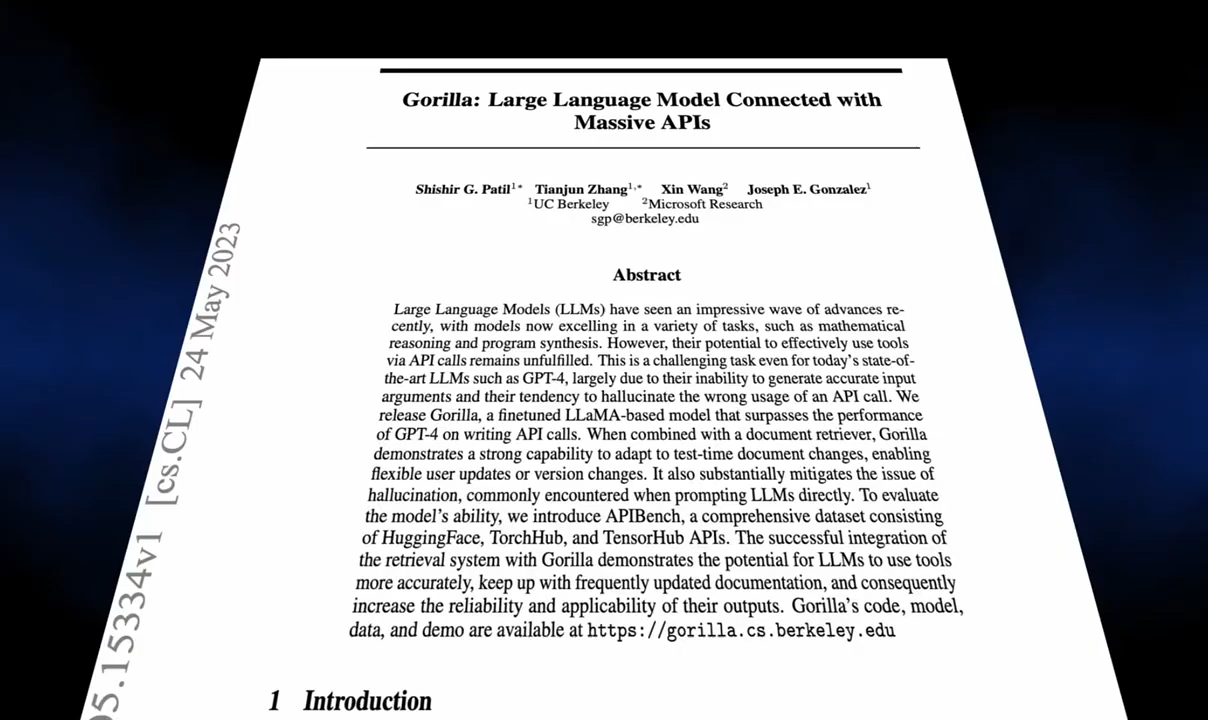 Gorilla: Large Language Model Connected with
Massive APIs
Shishir G. Patil1* Tianjun Zhang1,* Xin Wang2 Joseph E. Gonzalez1
1UC Berkeley 2Microsoft Research
sgp@berkeley.edu
Abstract
Large Language Models (LLMs) have seen an impressive wave of advances re-
cently, with models now excelling in a variety of tasks, such as mathematical
reasoning and program synthesis. However, their potential to effectively use tools
via API calls remains unfulfilled. This is a challenging task even for today's state-of-
the-art LLMs such as GPT-4, largely due to their inability to generate accurate input
arguments and their tendency to hallucinate the wrong usage of an API call. We
release Gorilla, a finetuned LLaMA-based model that surpasses the performance
of GPT-4 on writing API calls. When combined with a document retriever, Gorilla
demonstrates a strong capability to adapt to test-time document changes, enabling
flexible user updates or version changes. It also substantially mitigates the issue of
hallucination, commonly encountered when prompting LLMs directly. To evaluate
the model's ability, we introduce APIBench, a comprehensive dataset consisting
of HuggingFace, TorchHub, and TensorHub APIs. The successful integration of
the retrieval system with Gorilla demonstrates the potential for LLMs to use tools
more accurately, keep up with frequently updated documentation, and consequently
increase the reliability and applicability of their outputs. Gorilla's code, model,
data, and demo are available at https://gorilla.cs.berkeley.edu
1 Introduction
05.15334v1 [cs.CL] 24 May 2023